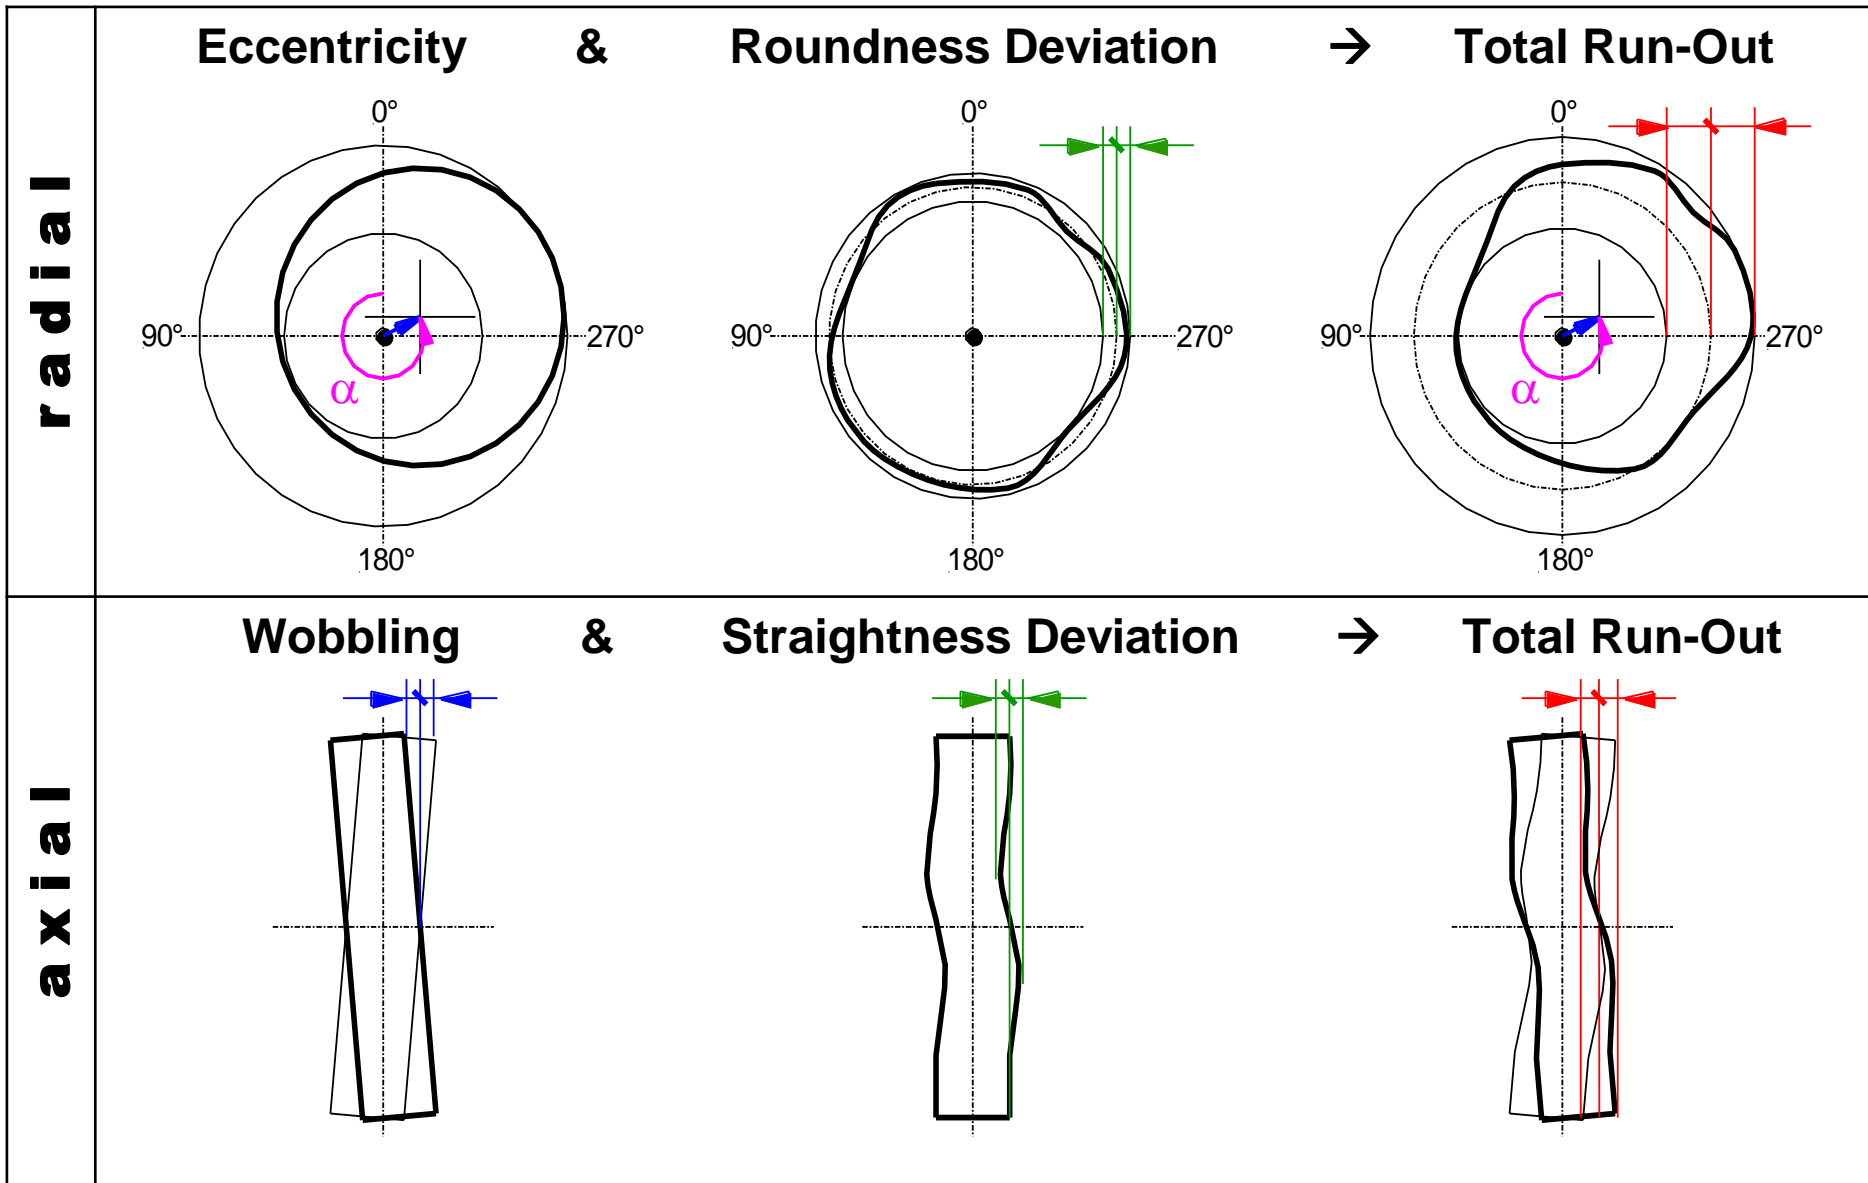 Eccentricity & Roundness Deviation → Total Run-Out
radial
0° 0° 0°
90° 270° 90° 270° 90° 270°
α α
180° 180° 180°
Wobbling & Straightness Deviation → Total Run-Out
axial